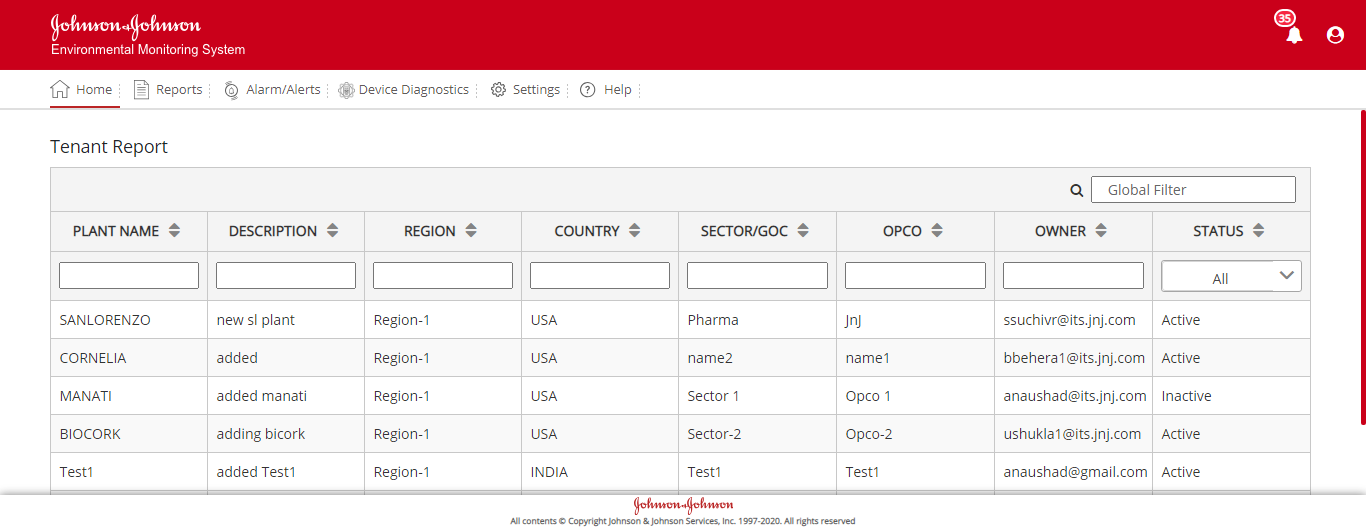 35
Johnson & Johnson
Environmental Monitoring System
Home Reports Alarm/Alerts Device Diagnostics Settings Help
Tenant Report
Global Filter
PLANT NAME DESCRIPTION REGION COUNTRY SECTOR/GOC OPCO OWNER STATUS
All
SANLORENZO new sl plant Region-1 USA Pharma JnJ ssuchivr@its.jnj.com Active
CORNELIA added Region-1 USA name2 name1 bbehera1@its.jnj.com Active
MANATI added manati Region-1 USA Sector 1 Opco 1 anaushad@its.jnj.com Inactive
BIOCORK adding bicork Region-1 USA Sector-2 Opco-2 ushukla1@its.jnj.com Active
Test1 added Test1 Region-1 INDIA Test1 Test1 anaushad@gmail.com Active
Johnson & Johnson
All contents © Copyright Johnson & Johnson Services, Inc. 1997-2020. All rights reserved